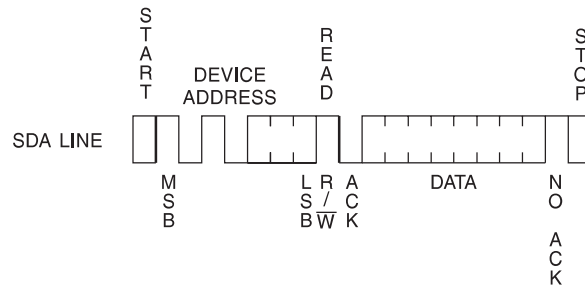 START
DEVICE
ADDRESS
READ
STOP
SDA LINE
MSB
LSB
R/W
ACK
DATA
NO ACK